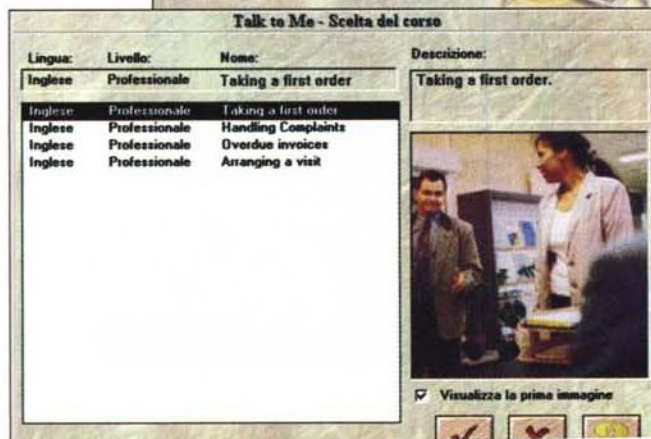 Talk to Me - Scelta del corso
Lingua: Livello: Nome: Descrizione:
Inglese Professionale Taking a first order Taking a first order.
Inglese Professionale Taking a first order
Inglese Professionale Handling Complaints
Inglese Professionale Overdue invoices
Inglese Professionale Arranging a visit
Visualizza la prima immagine